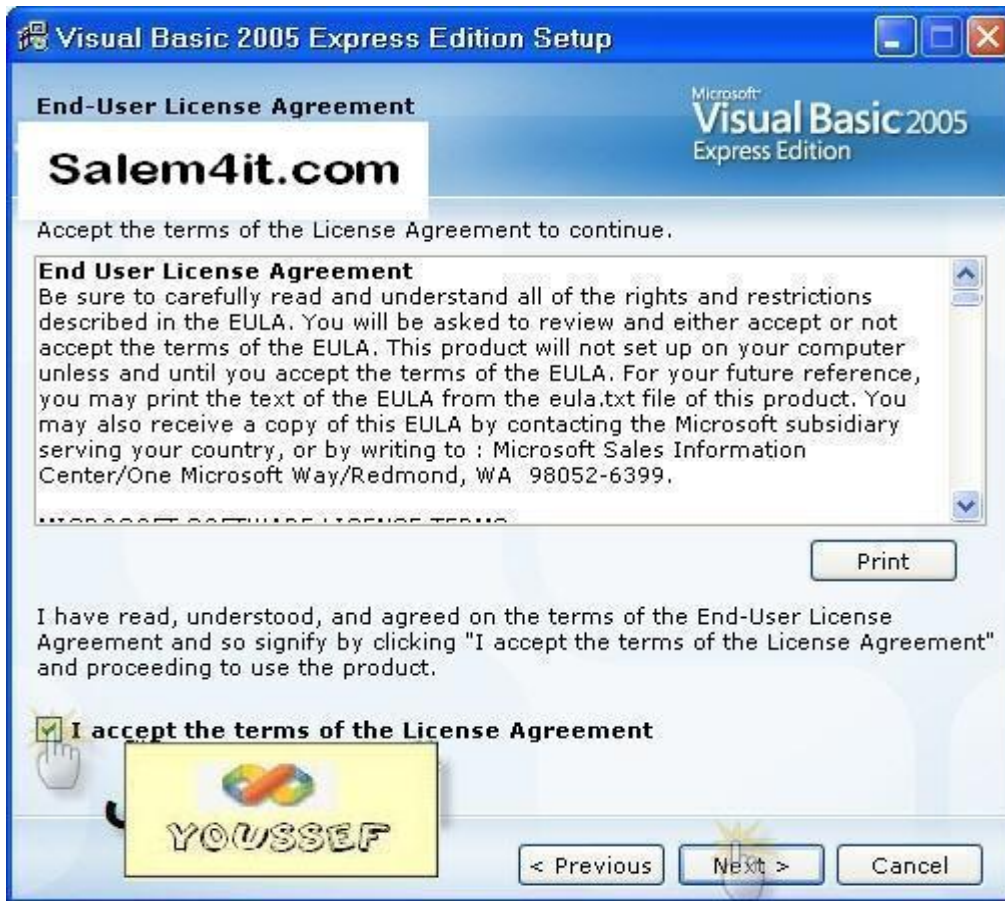 Visual Basic 2005 Express Edition Setup
End-User License Agreement
Microsoft
Visual Basic 2005
Express Edition
Salem4it.com
Accept the terms of the License Agreement to continue.
End User License Agreement
Be sure to carefully read and understand all of the rights and restrictions
described in the EULA. You will be asked to review and either accept or not
accept the terms of the EULA. This product will not set up on your computer
unless and until you accept the terms of the EULA. For your future reference,
you may print the text of the EULA from the eula.txt file of this product. You
may also receive a copy of this EULA by contacting the Microsoft subsidiary
serving your country, or by writing to : Microsoft Sales Information
Center/One Microsoft Way/Redmond, WA  98052-6399.
MICROSOFT SOFTWARE LICENSE TERMS
Print
I have read, understood, and agreed on the terms of the End-User License
Agreement and so signify by clicking "I accept the terms of the License Agreement"
and proceeding to use the product.
I accept the terms of the License Agreement
YOUSSEF
< Previous
Next >
Cancel